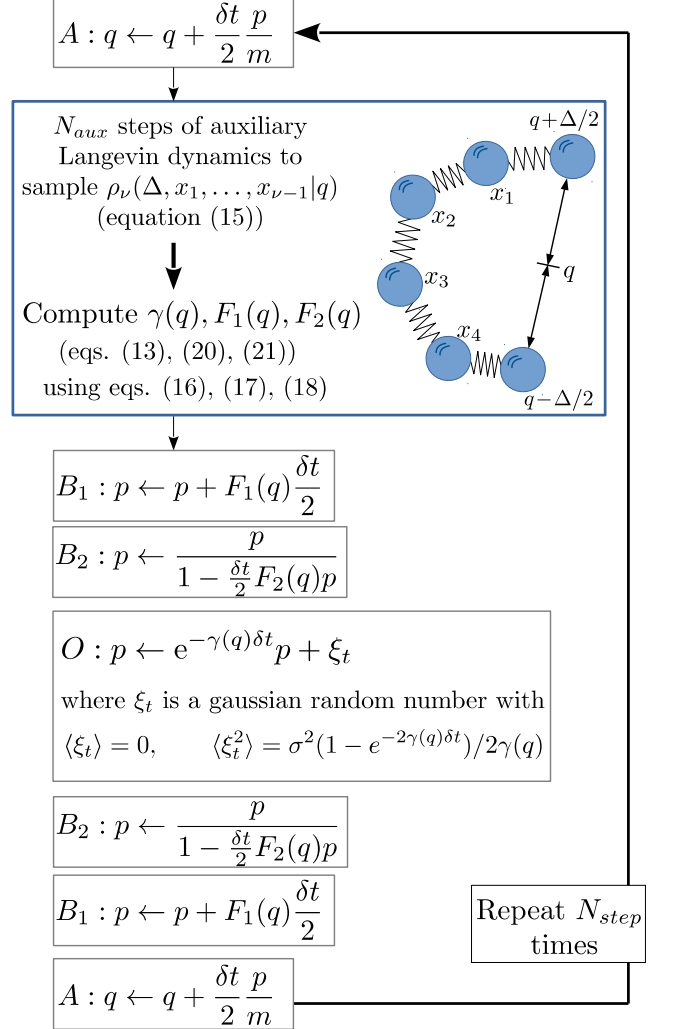 A : q ← q + δt/2 p/m
N_aux steps of auxiliary
Langevin dynamics to
sample ρ_ν(Δ, x_1, . . . , x_{ν−1}|q)
(equation (15))
Compute γ(q), F_1(q), F_2(q)
(eqs. (13), (20), (21))
using eqs. (16), (17), (18)
q+Δ/2
x_1
x_2
q
x_3
x_4
q−Δ/2
B_1 : p ← p + F_1(q) δt/2
B_2 : p ← p/(1 − δt/2 F_2(q)p)
O : p ← e^{−γ(q)δt} p + ξ_t
where ξ_t is a gaussian random number with
⟨ξ_t⟩ = 0, ⟨ξ_t^2⟩ = σ^2(1 − e^{−2γ(q)δt})/2γ(q)
B_2 : p ← p/(1 − δt/2 F_2(q)p)
B_1 : p ← p + F_1(q) δt/2
A : q ← q + δt/2 p/m
Repeat N_step
times